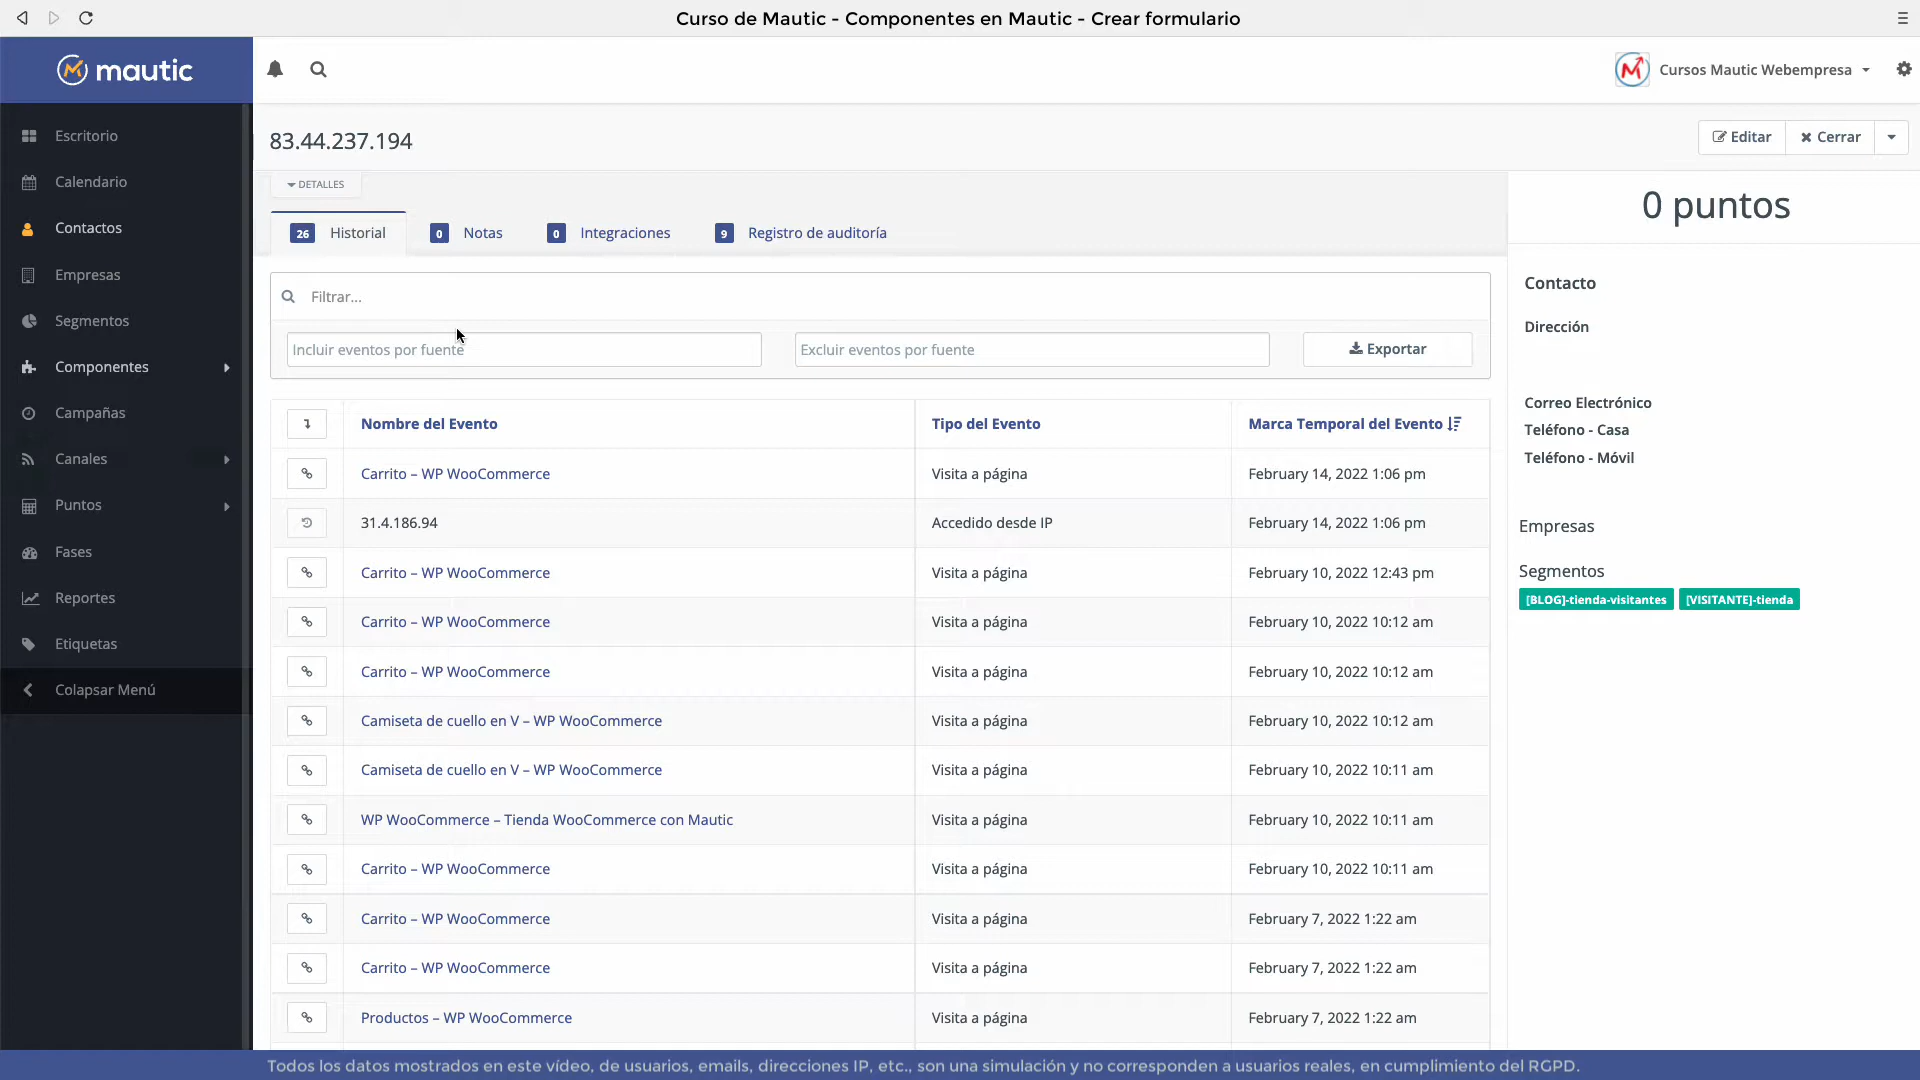 Curso de Mautic - Componentes en Mautic - Crear formulario
mautic
Cursos Mautic Webempresa
Escritorio
Calendario
Contactos
Empresas
Segmentos
Componentes
Campañas
Canales
Puntos
Fases
Reportes
Etiquetas
Colapsar Menú
83.44.237.194
Editar
Cerrar
DETALLES
26 Historial
0 Notas
0 Integraciones
9 Registro de auditoría
Filtrar...
Incluir eventos por fuente
Excluir eventos por fuente
Exportar
Nombre del Evento Tipo del Evento Marca Temporal del Evento
Carrito – WP WooCommerce Visita a página February 14, 2022 1:06 pm
31.4.186.94 Accedido desde IP February 14, 2022 1:06 pm
Carrito – WP WooCommerce Visita a página February 10, 2022 12:43 pm
Carrito – WP WooCommerce Visita a página February 10, 2022 10:12 am
Carrito – WP WooCommerce Visita a página February 10, 2022 10:12 am
Camiseta de cuello en V – WP WooCommerce Visita a página February 10, 2022 10:12 am
Camiseta de cuello en V – WP WooCommerce Visita a página February 10, 2022 10:11 am
WP WooCommerce – Tienda WooCommerce con Mautic Visita a página February 10, 2022 10:11 am
Carrito – WP WooCommerce Visita a página February 10, 2022 10:11 am
Carrito – WP WooCommerce Visita a página February 7, 2022 1:22 am
Carrito – WP WooCommerce Visita a página February 7, 2022 1:22 am
Productos – WP WooCommerce Visita a página February 7, 2022 1:22 am
0 puntos
Contacto
Dirección
Correo Electrónico
Teléfono - Casa
Teléfono - Móvil
Empresas
Segmentos
[BLOG]-tienda-visitantes [VISITANTE]-tienda
Todos los datos mostrados en este vídeo, de usuarios, emails, direcciones IP, etc., son una simulación y no corresponden a usuarios reales, en cumplimiento del RGPD.